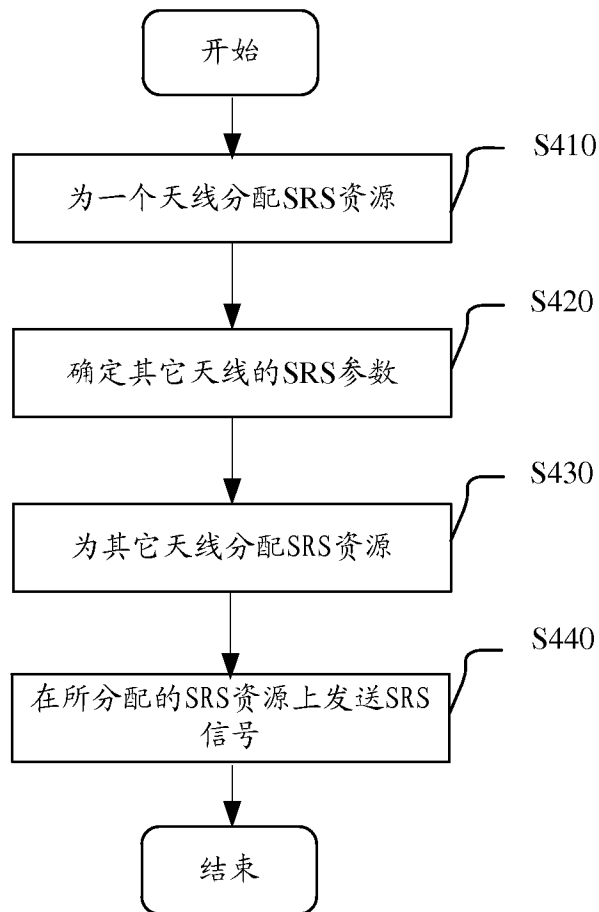 开始
S410
为一个天线分配SRS资源
S420
确定其它天线的SRS参数
S430
为其它天线分配SRS资源
S440
在所分配的SRS资源上发送SRS
信号
结束